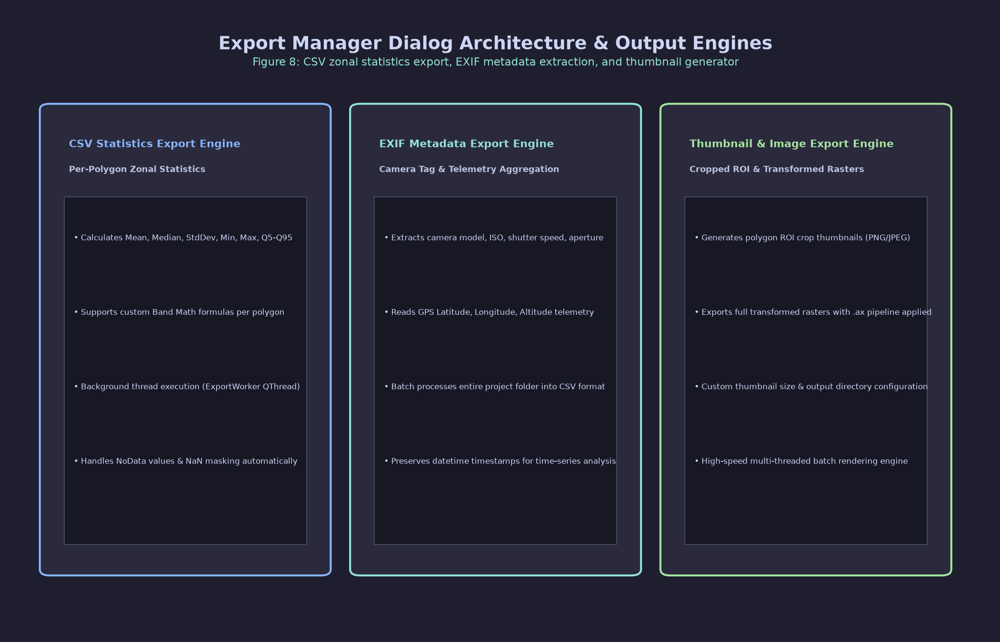 Export Manager Dialog Architecture & Output Engines
Figure 8: CSV zonal statistics export, EXIF metadata extraction, and thumbnail generator
CSV Statistics Export Engine
Per-Polygon Zonal Statistics
• Calculates Mean, Median, StdDev, Min, Max, Q5-Q95
• Supports custom Band Math formulas per polygon
• Background thread execution (ExportWorker QThread)
• Handles NoData values & NaN masking automatically
EXIF Metadata Export Engine
Camera Tag & Telemetry Aggregation
• Extracts camera model, ISO, shutter speed, aperture
• Reads GPS Latitude, Longitude, Altitude telemetry
• Batch processes entire project folder into CSV format
• Preserves datetime timestamps for time-series analysis
Thumbnail & Image Export Engine
Cropped ROI & Transformed Rasters
• Generates polygon ROI crop thumbnails (PNG/JPEG)
• Exports full transformed rasters with .ax pipeline applied
• Custom thumbnail size & output directory configuration
• High-speed multi-threaded batch rendering engine